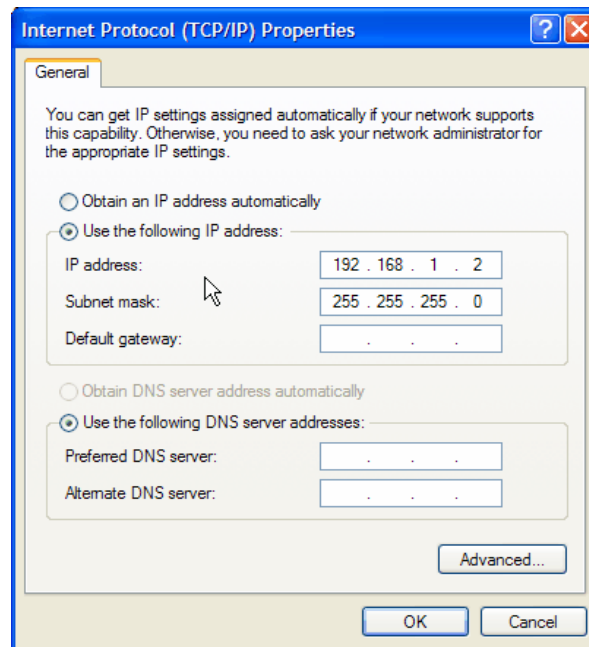 Internet Protocol (TCP/IP) Properties
General
You can get IP settings assigned automatically if your network supports
this capability. Otherwise, you need to ask your network administrator for
the appropriate IP settings.
Obtain an IP address automatically
Use the following IP address:
IP address: 192 . 168 . 1 . 2
Subnet mask: 255 . 255 . 255 . 0
Default gateway: . . .
Obtain DNS server address automatically
Use the following DNS server addresses:
Preferred DNS server: . . .
Alternate DNS server: . . .
Advanced...
OK Cancel